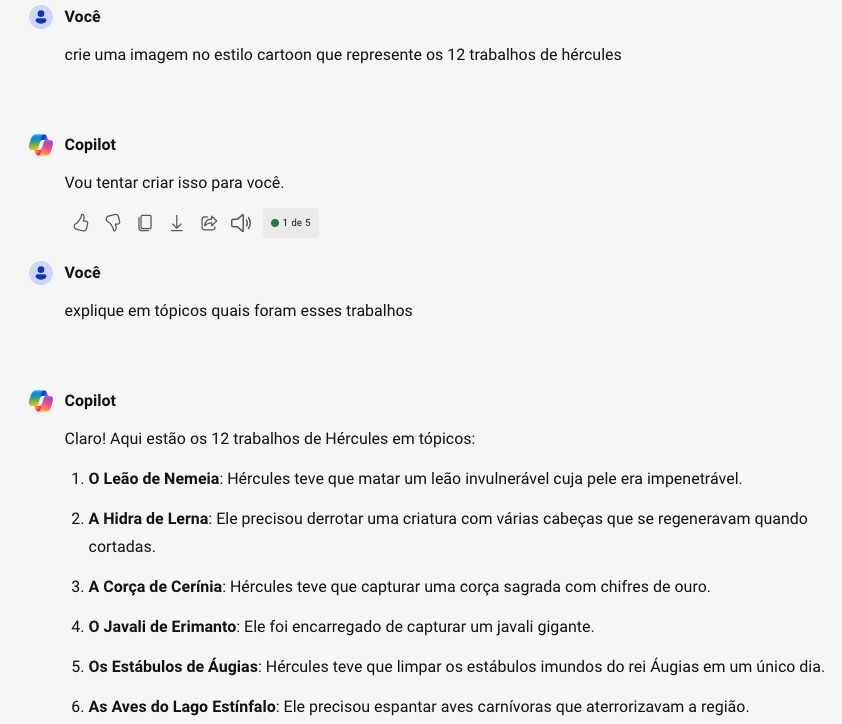 Você
crie uma imagem no estilo cartoon que represente os 12 trabalhos de hércules
Copilot
Vou tentar criar isso para você.
1 de 5
Você
explique em tópicos quais foram esses trabalhos
Copilot
Claro! Aqui estão os 12 trabalhos de Hércules em tópicos:
1. O Leão de Nemeia: Hércules teve que matar um leão invulnerável cuja pele era impenetrável.
2. A Hidra de Lerna: Ele precisou derrotar uma criatura com várias cabeças que se regeneravam quando
cortadas.
3. A Corça de Cerínia: Hércules teve que capturar uma corça sagrada com chifres de ouro.
4. O Javali de Erimanto: Ele foi encarregado de capturar um javali gigante.
5. Os Estábulos de Áugias: Hércules teve que limpar os estábulos imundos do rei Áugias em um único dia.
6. As Aves do Lago Estínfalo: Ele precisou espantar aves carnívoras que aterrorizavam a região.